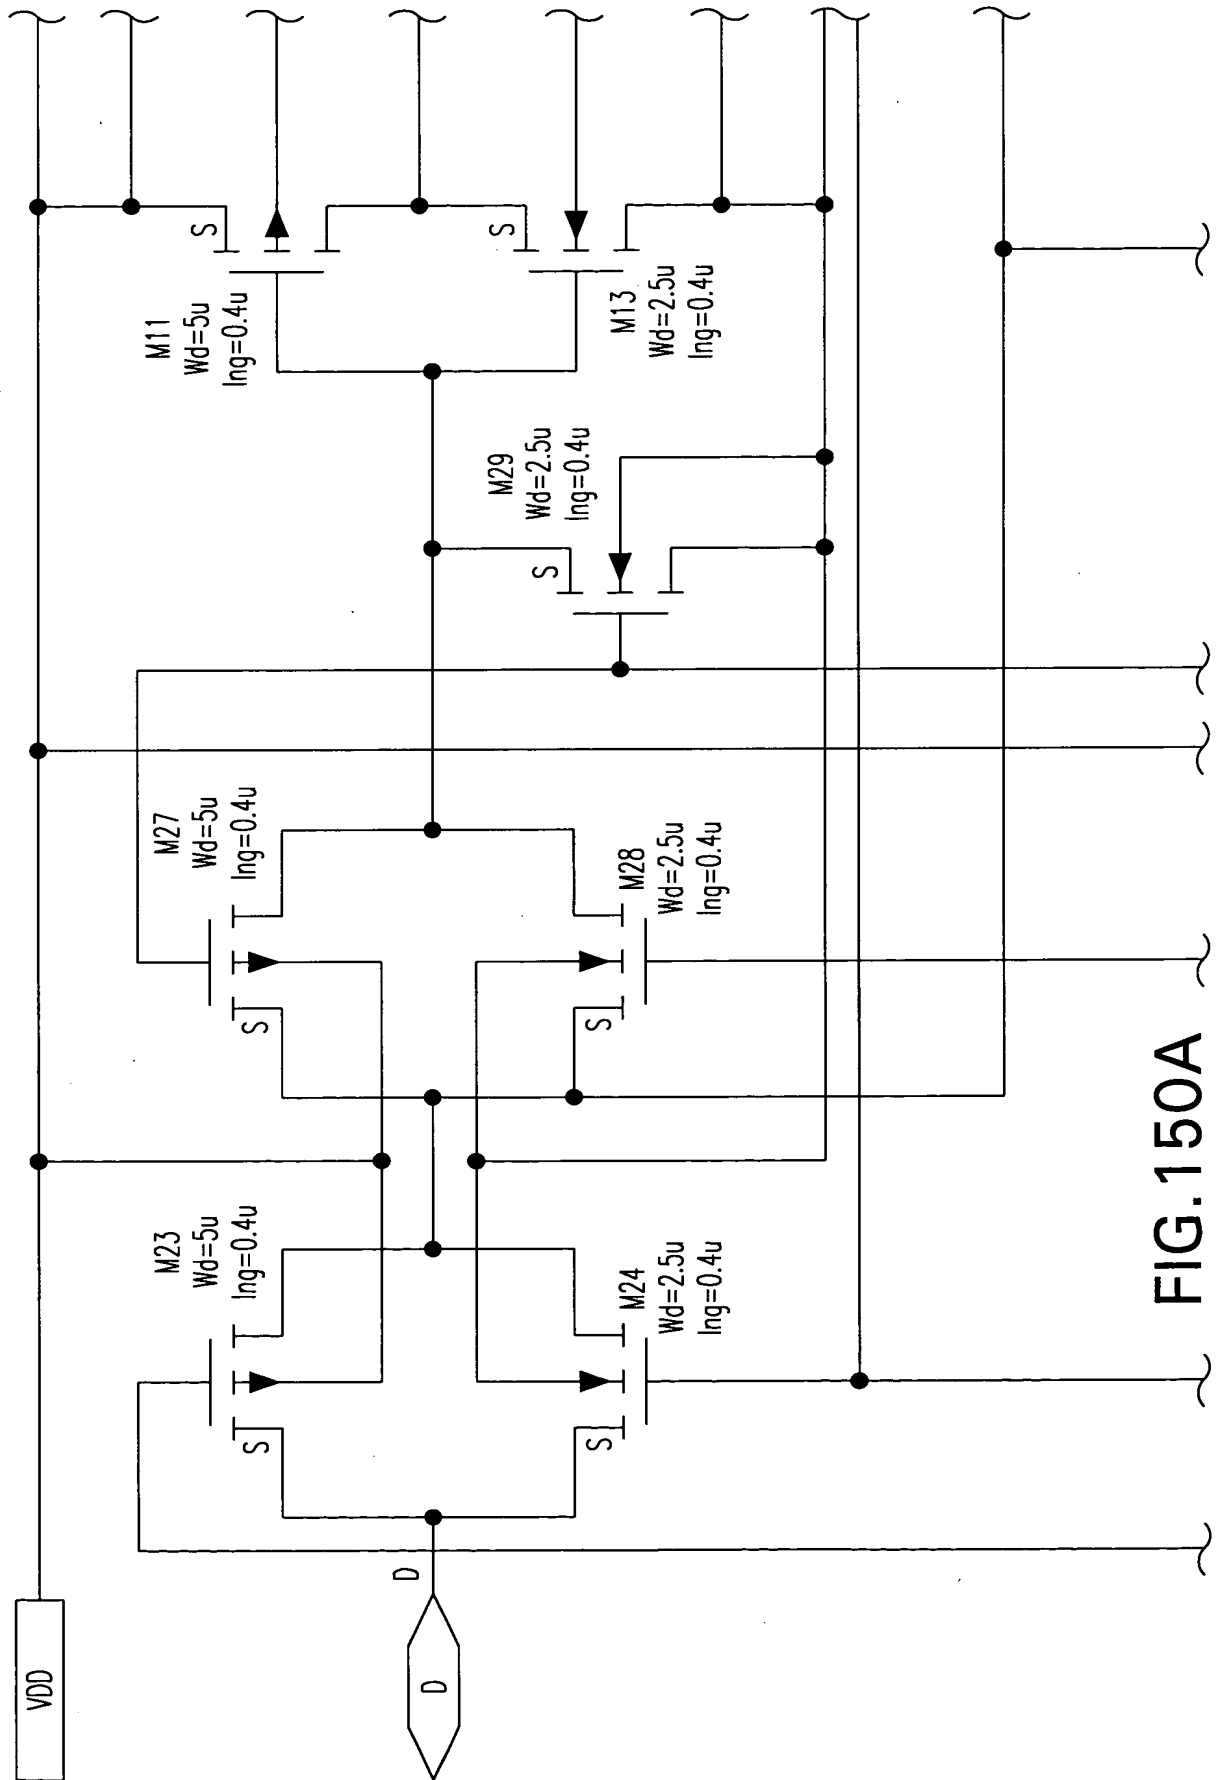 VDD
D
D
M23
Wd=5u
lng=0.4u
S
M24
Wd=2.5u
lng=0.4u
S
M27
Wd=5u
lng=0.4u
S
M28
Wd=2.5u
lng=0.4u
S
M29
Wd=2.5u
lng=0.4u
S
M11
Wd=5u
lng=0.4u
S
M13
Wd=2.5u
lng=0.4u
S
FIG.150A